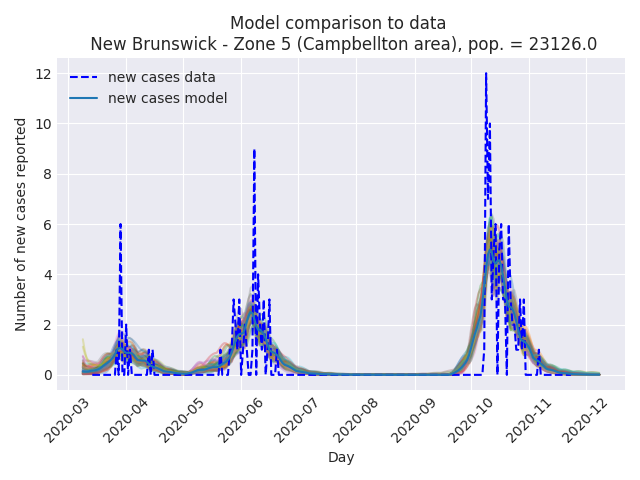 Model comparison to data
New Brunswick - Zone 5 (Campbellton area), pop. = 23126.0
new cases data
new cases model
Number of new cases reported
12
10
8
6
4
2
0
2020-03
2020-04
2020-05
2020-06
2020-07
2020-08
2020-09
2020-10
2020-11
2020-12
Day